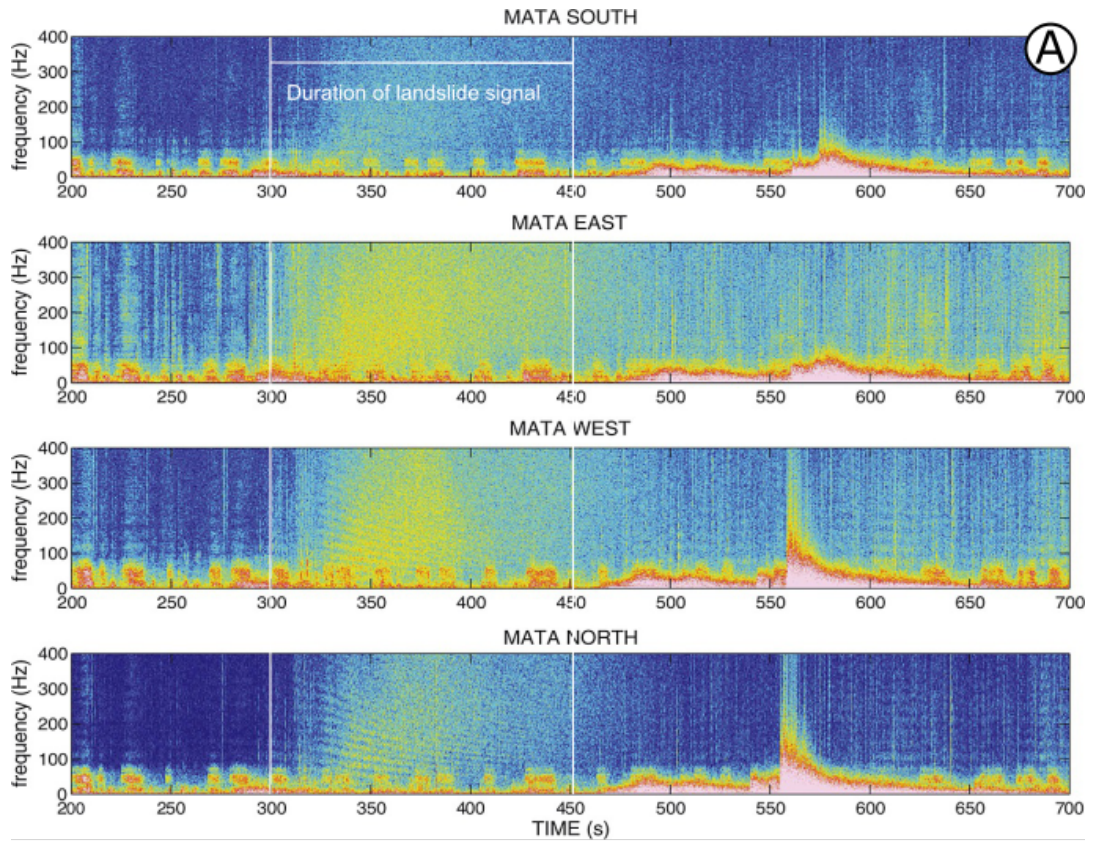 MATA SOUTH
A
frequency (Hz)
400
300
200
100
0
Duration of landslide signal
200 250 300 350 400 450 500 550 600 650 700
MATA EAST
frequency (Hz)
400
300
200
100
0
200 250 300 350 400 450 500 550 600 650 700
MATA WEST
frequency (Hz)
400
300
200
100
0
200 250 300 350 400 450 500 550 600 650 700
MATA NORTH
frequency (Hz)
400
300
200
100
0
200 250 300 350 400 450 500 550 600 650 700
TIME (s)